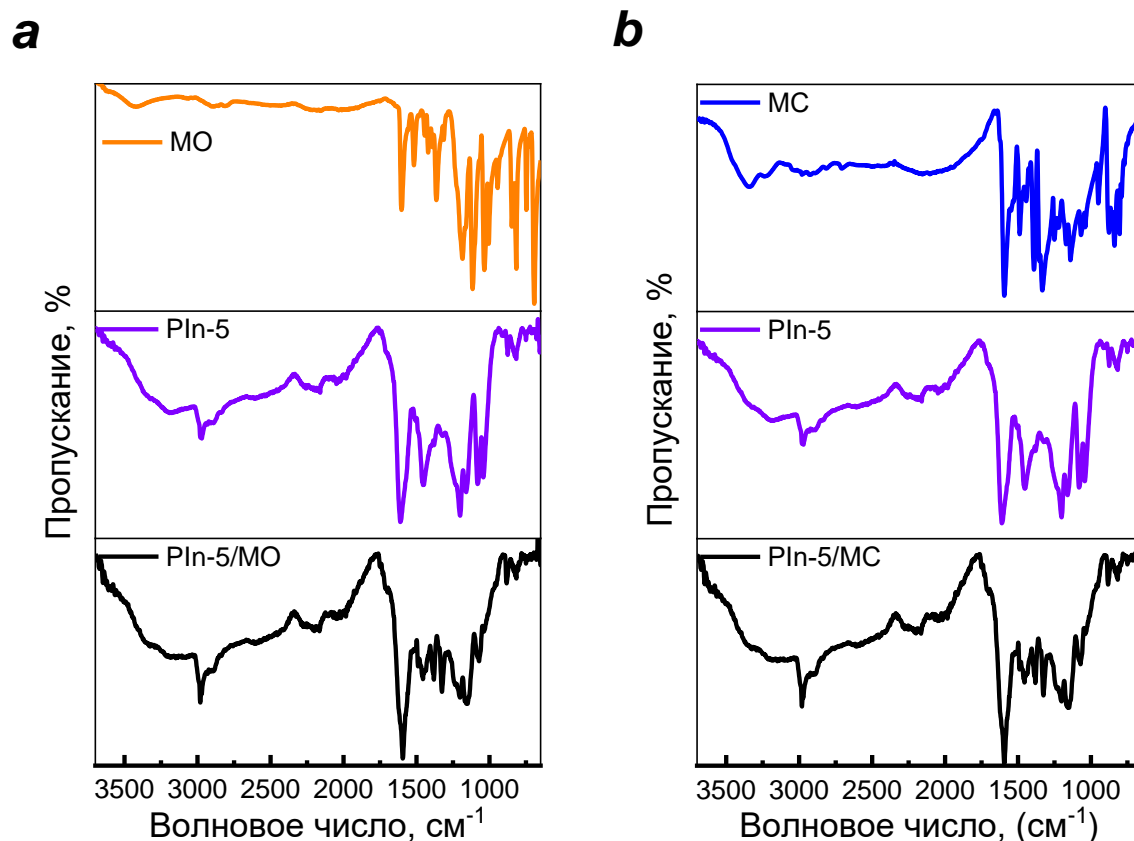 a
MO
PIn-5
PIn-5/MO
Пропускание, %
3500 3000 2500 2000 1500 1000
Волновое число, см-1
b
MC
PIn-5
PIn-5/MC
Пропускание, %
3500 3000 2500 2000 1500 1000
Волновое число, (см-1)